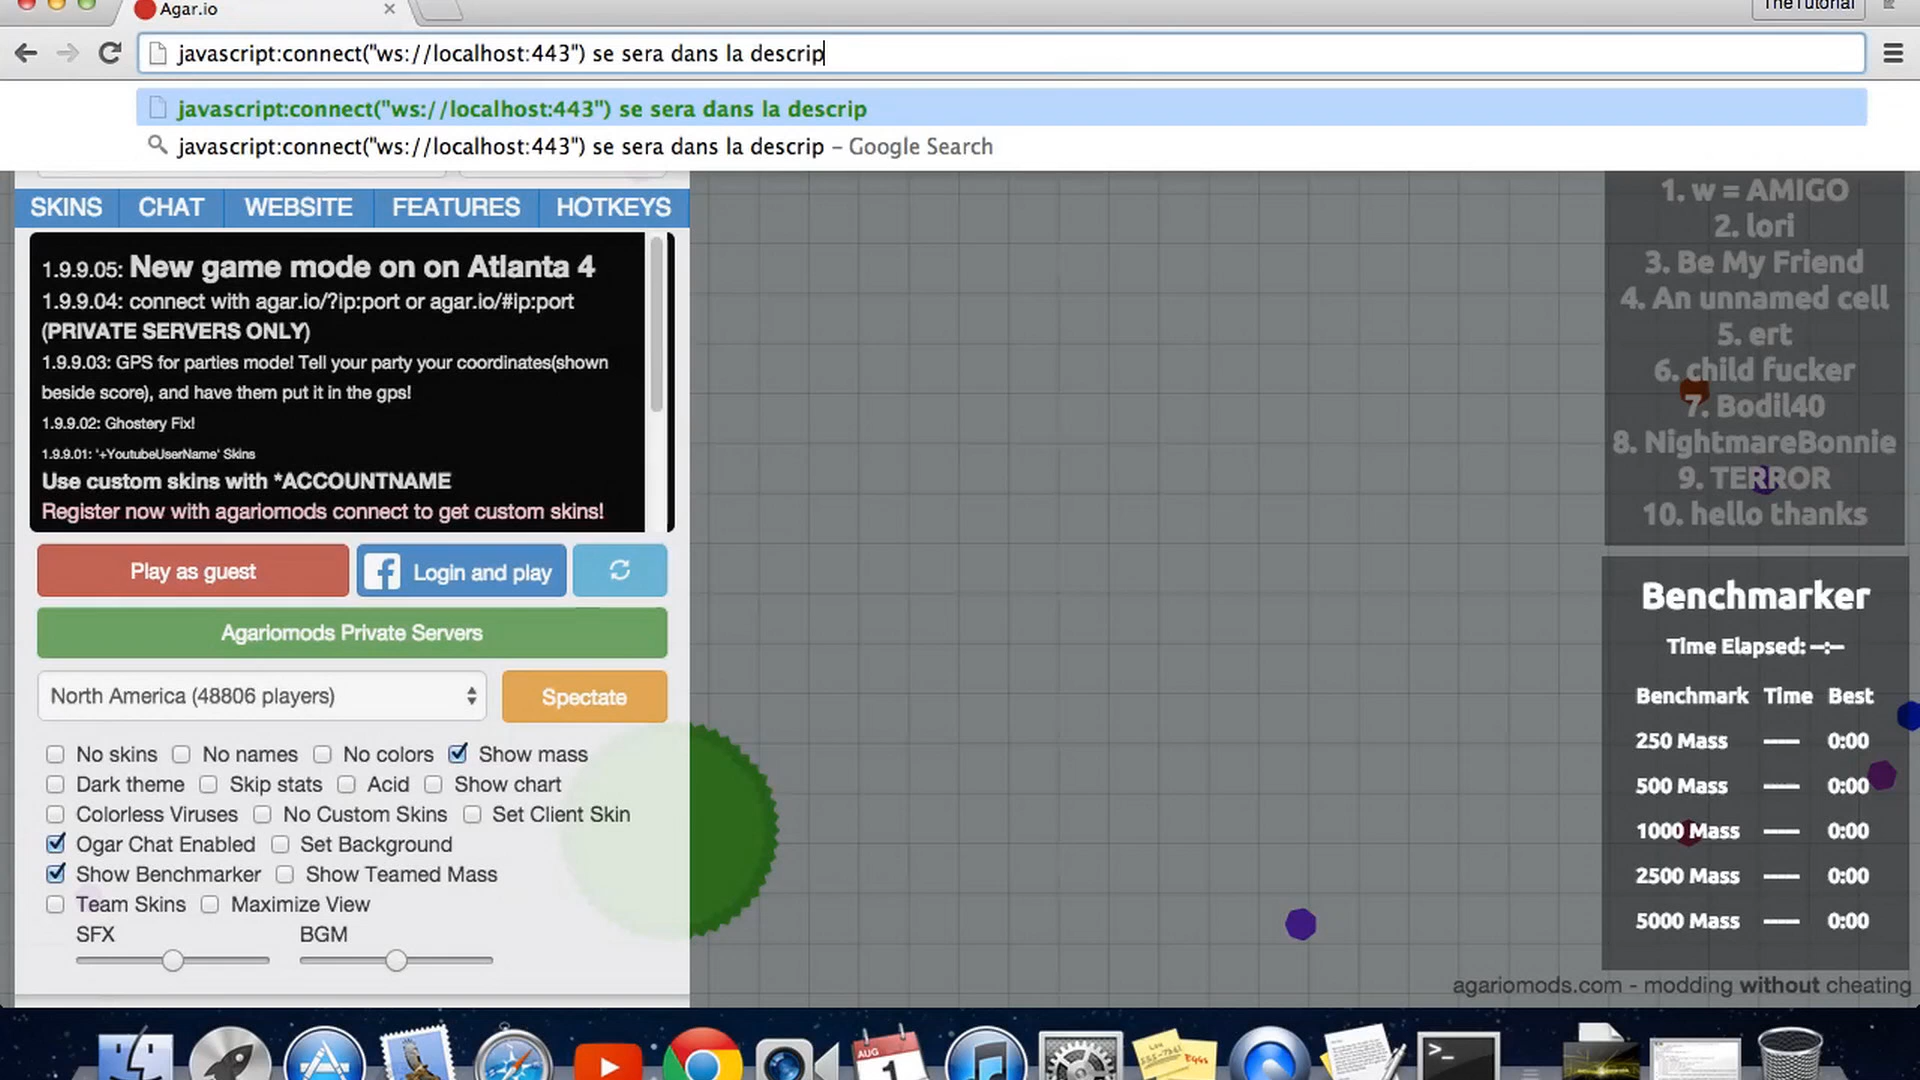 Agar.io
TheTutorial
javascript:connect("ws://localhost:443") se sera dans la descrip
javascript:connect("ws://localhost:443") se sera dans la descrip
javascript:connect("ws://localhost:443") se sera dans la descrip – Google Search
SKINS CHAT WEBSITE FEATURES HOTKEYS
1.9.9.05: New game mode on on Atlanta 4
1.9.9.04: connect with agar.io/?ip:port or agar.io/#ip:port
(PRIVATE SERVERS ONLY)
1.9.9.03: GPS for parties mode! Tell your party your coordinates(shown
beside score), and have them put it in the gps!
1.9.9.02: Ghostery Fix!
1.9.9.01: '+YoutubeUserName' Skins
Use custom skins with *ACCOUNTNAME
Register now with agariomods connect to get custom skins!
Play as guest
Login and play
Agariomods Private Servers
North America (48806 players)
Spectate
No skins No names No colors Show mass
Dark theme Skip stats Acid Show chart
Colorless Viruses No Custom Skins Set Client Skin
Ogar Chat Enabled Set Background
Show Benchmarker Show Teamed Mass
Team Skins Maximize View
SFX BGM
1. w = AMIGO
2. lori
3. Be My Friend
4. An unnamed cell
5. ert
6. child fucker
7. Bodil40
8. NightmareBonnie
9. TERROR
10. hello thanks
Benchmarker
Time Elapsed: --:--
Benchmark Time Best
250 Mass —— 0:00
500 Mass —— 0:00
1000 Mass —— 0:00
2500 Mass —— 0:00
5000 Mass —— 0:00
agariomods.com - modding without cheating
AUG
1